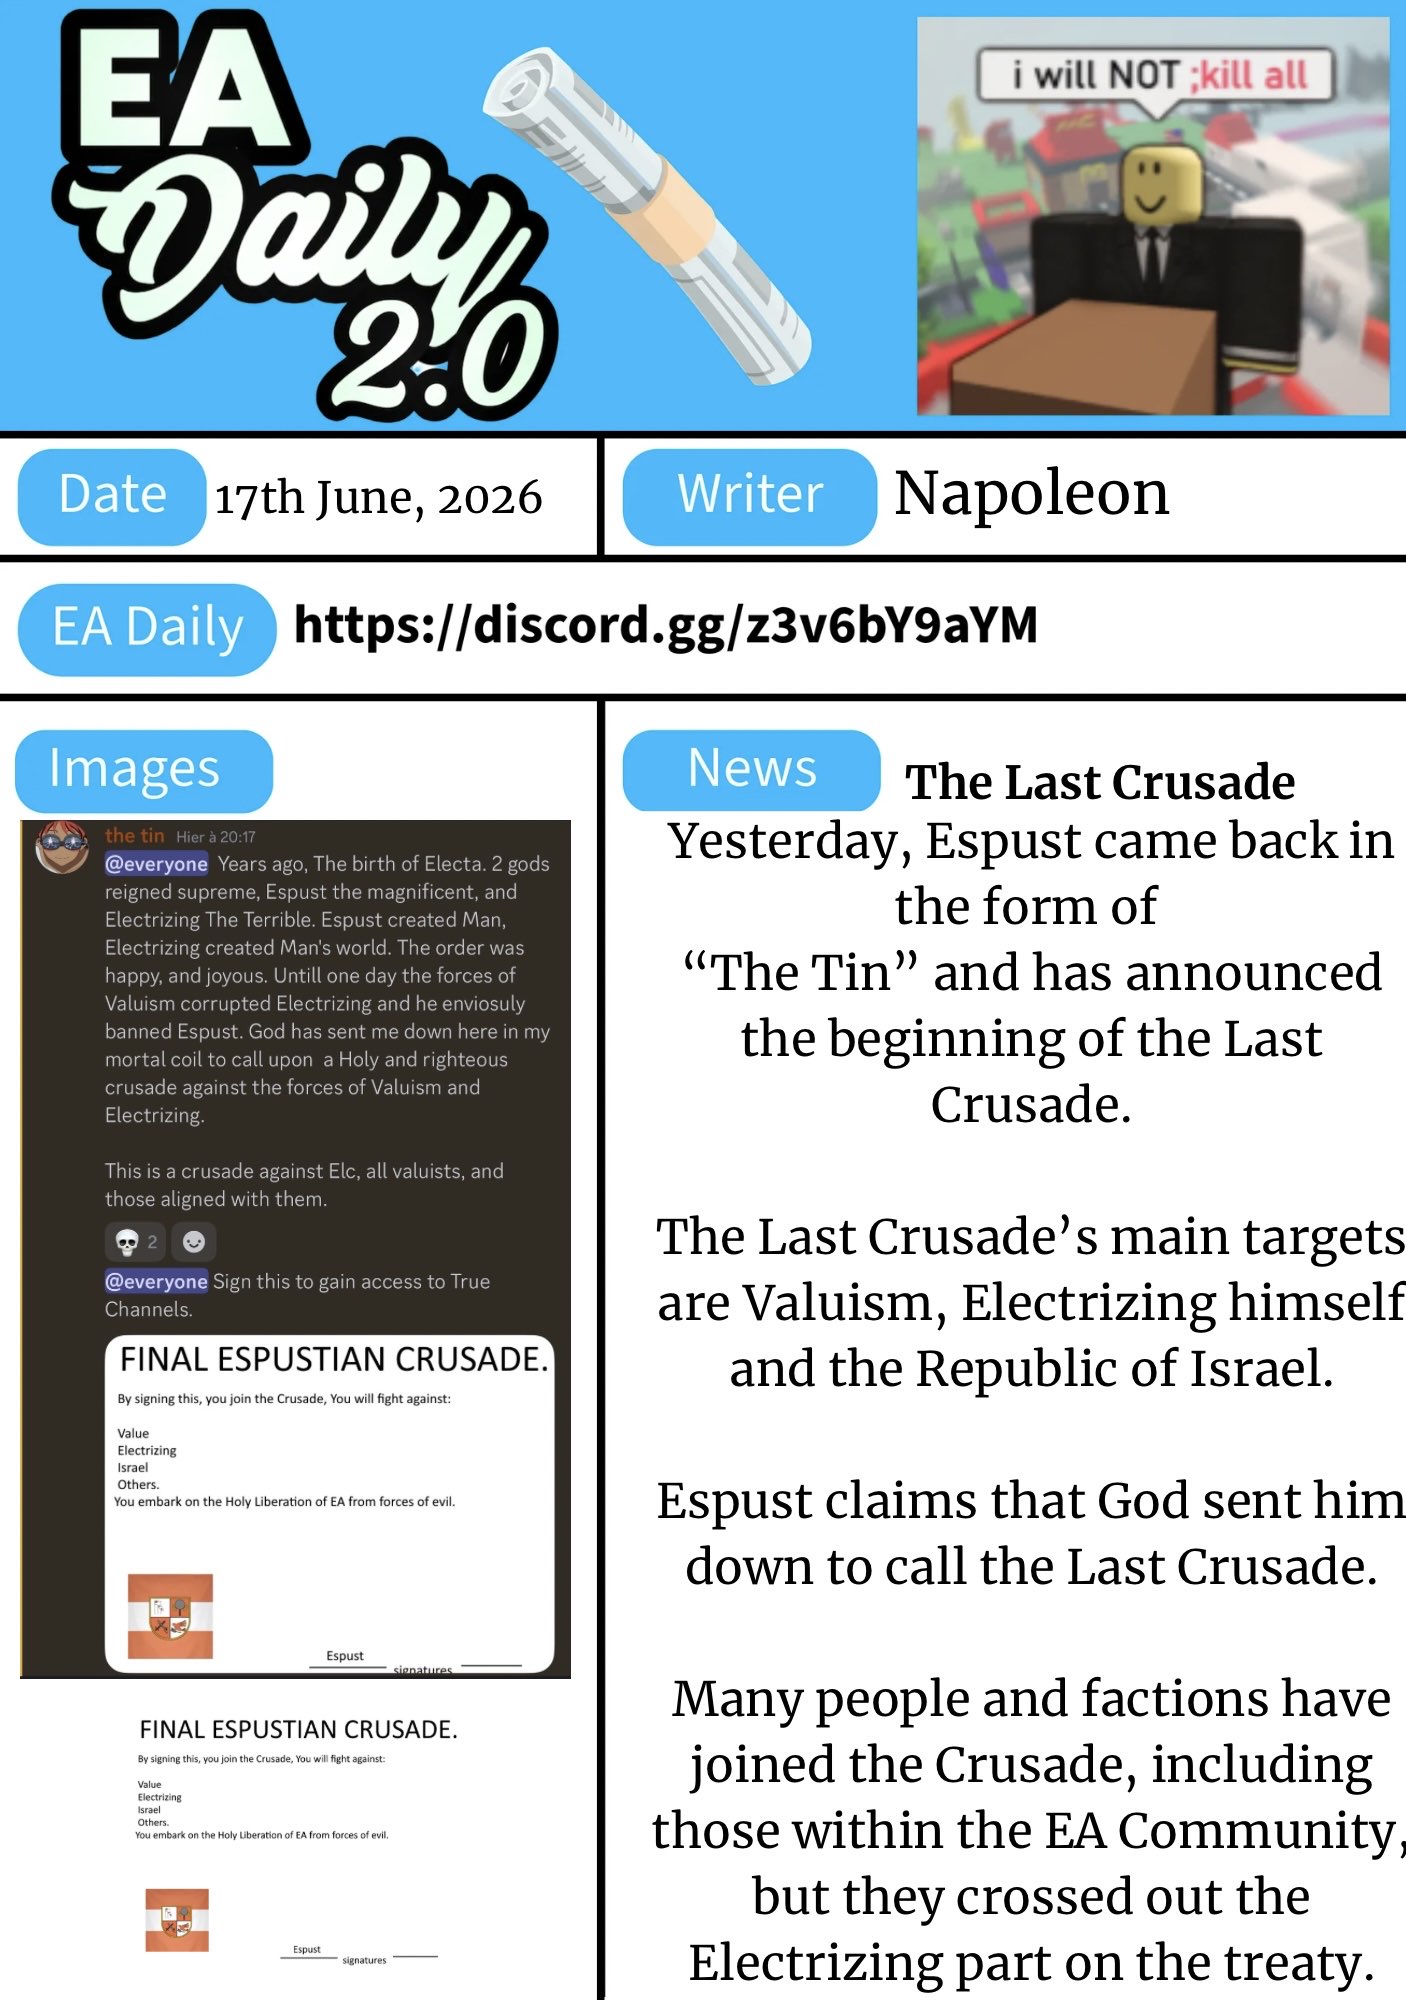 EA
Daily
2.0
i will NOT ;kill all
Date
17th June, 2026
Writer
Napoleon
EA Daily
https://discord.gg/z3v6bY9aYM
Images
the tin Hier à 20:17
@everyone Years ago, The birth of Electa. 2 gods
reigned supreme, Espust the magnificent, and
Electrizing The Terrible. Espust created Man,
Electrizing created Man's world. The order was
happy, and joyous. Untill one day the forces of
Valuism corrupted Electrizing and he enviosuly
banned Espust. God has sent me down here in my
mortal coil to call upon a Holy and righteous
crusade against the forces of Valuism and
Electrizing.
This is a crusade against Elc, all valuists, and
those aligned with them.
2
@everyone Sign this to gain access to True
Channels.
FINAL ESPUSTIAN CRUSADE.
By signing this, you join the Crusade, You will fight against:
Value
Electrizing
Israel
Others.
You embark on the Holy Liberation of EA from forces of evil.
Espust
signatures
FINAL ESPUSTIAN CRUSADE.
By signing this, you join the Crusade, You will fight against:
Value
Electrizing
Israel
Others.
You embark on the Holy Liberation of EA from forces of evil.
Espust
signatures
News
The Last Crusade
Yesterday, Espust came back in
the form of
“The Tin” and has announced
the beginning of the Last
Crusade.
The Last Crusade’s main targets
are Valuism, Electrizing himself
and the Republic of Israel.
Espust claims that God sent him
down to call the Last Crusade.
Many people and factions have
joined the Crusade, including
those within the EA Community,
but they crossed out the
Electrizing part on the treaty.